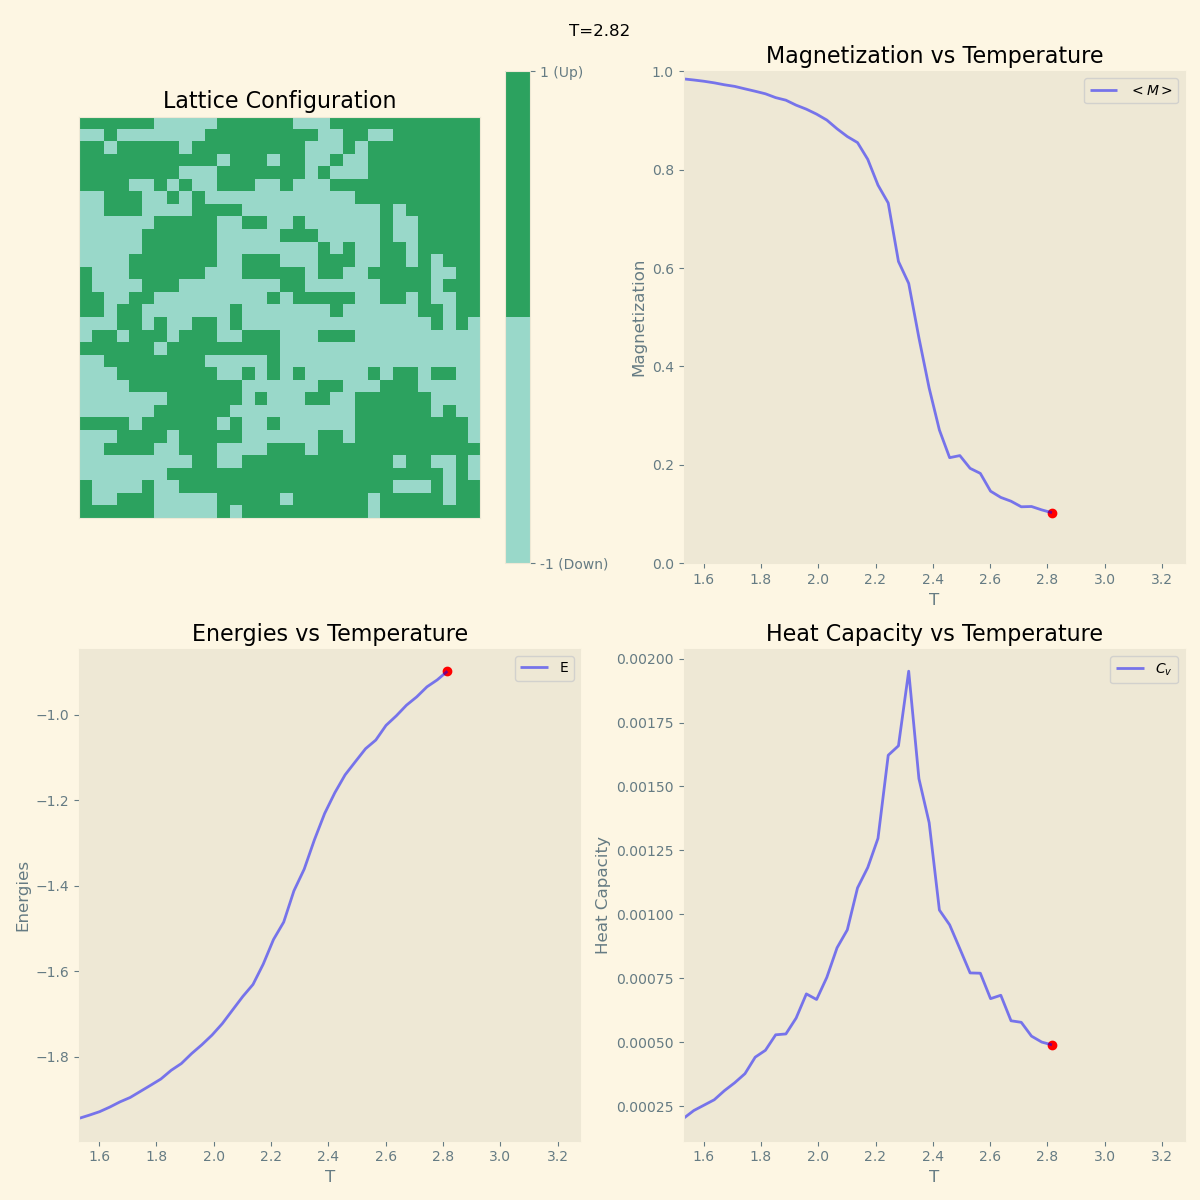 T=2.82
Lattice Configuration
1 (Up)
-1 (Down)
Magnetization vs Temperature
<M>
Magnetization
1.0
0.8
0.6
0.4
0.2
0.0
1.6 1.8 2.0 2.2 2.4 2.6 2.8 3.0 3.2
T
Energies vs Temperature
E
Energies
−1.0
−1.2
−1.4
−1.6
−1.8
1.6 1.8 2.0 2.2 2.4 2.6 2.8 3.0 3.2
T
Heat Capacity vs Temperature
Cv
Heat Capacity
0.00200
0.00175
0.00150
0.00125
0.00100
0.00075
0.00050
0.00025
1.6 1.8 2.0 2.2 2.4 2.6 2.8 3.0 3.2
T